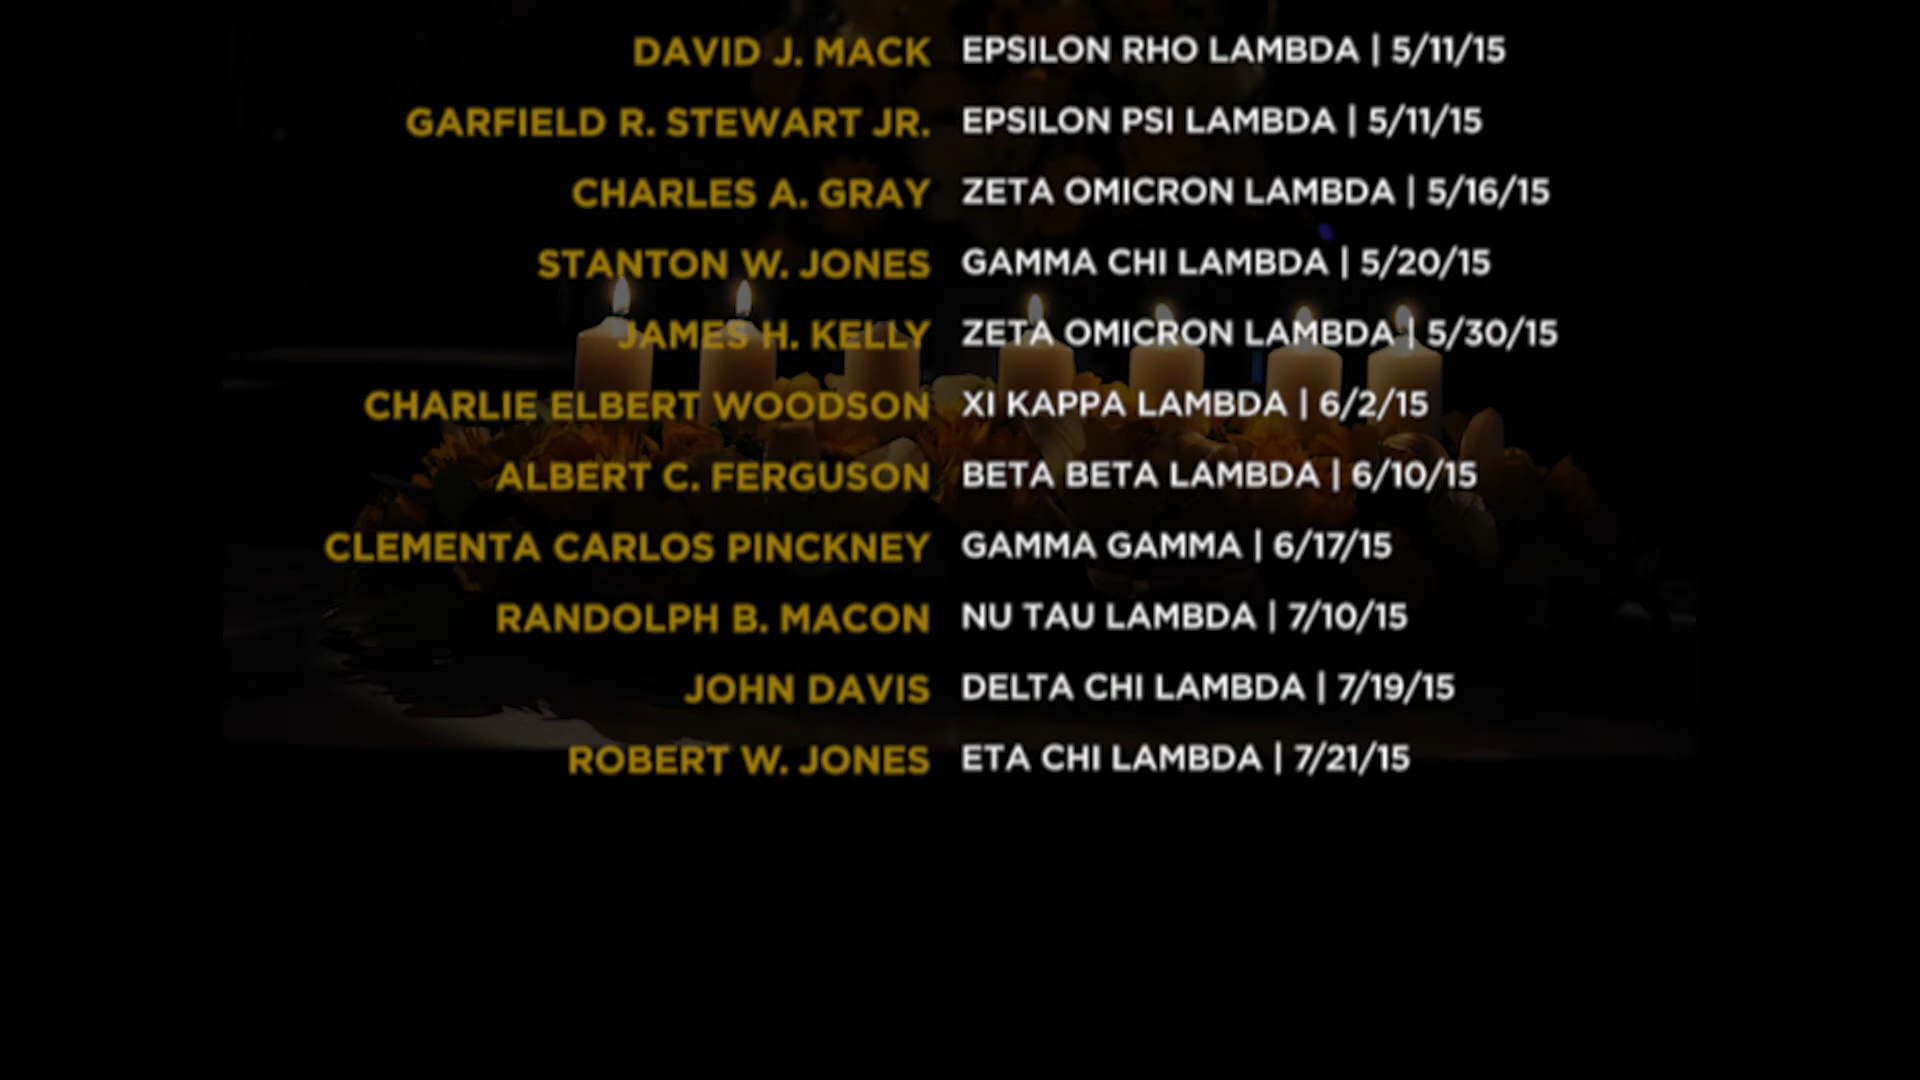 DAVID J. MACK EPSILON RHO LAMBDA | 5/11/15
GARFIELD R. STEWART JR. EPSILON PSI LAMBDA | 5/11/15
CHARLES A. GRAY ZETA OMICRON LAMBDA | 5/16/15
STANTON W. JONES GAMMA CHI LAMBDA | 5/20/15
JAMES H. KELLY ZETA OMICRON LAMBDA | 5/30/15
CHARLIE ELBERT WOODSON XI KAPPA LAMBDA | 6/2/15
ALBERT C. FERGUSON BETA BETA LAMBDA | 6/10/15
CLEMENTA CARLOS PINCKNEY GAMMA GAMMA | 6/17/15
RANDOLPH B. MACON NU TAU LAMBDA | 7/10/15
JOHN DAVIS DELTA CHI LAMBDA | 7/19/15
ROBERT W. JONES ETA CHI LAMBDA | 7/21/15